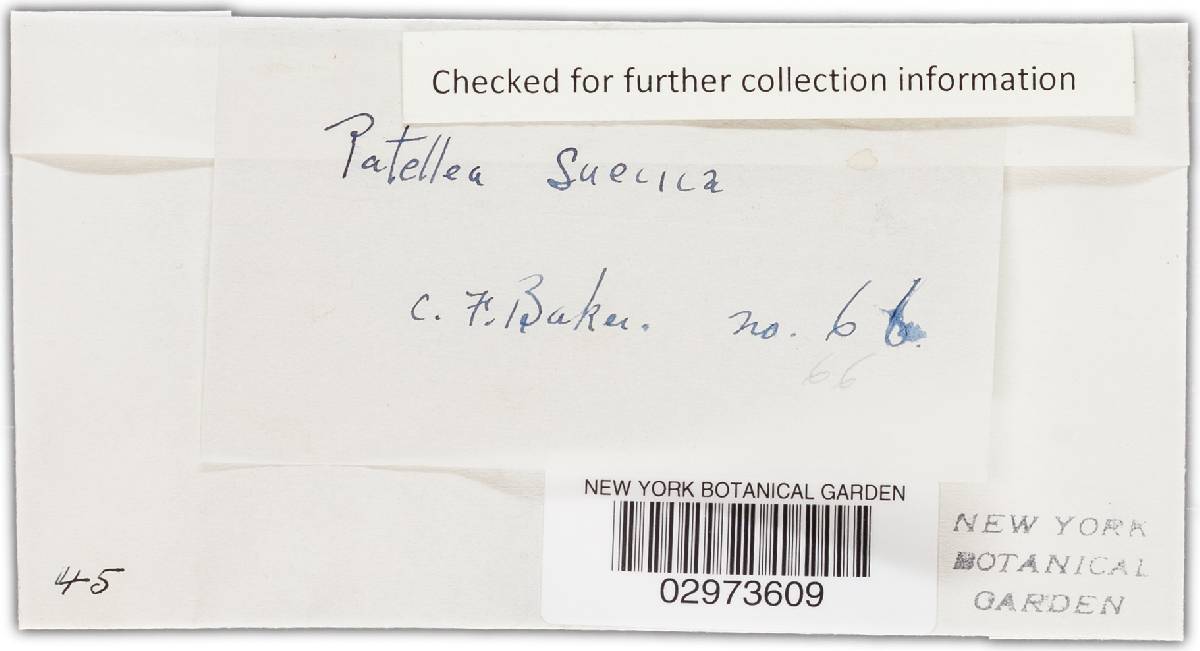 Checked for further collection information
Patellea suecica
C. F. Baker. no. 66.
66
NEW YORK BOTANICAL GARDEN
02973609
NEW YORK
BOTANICAL
GARDEN
45